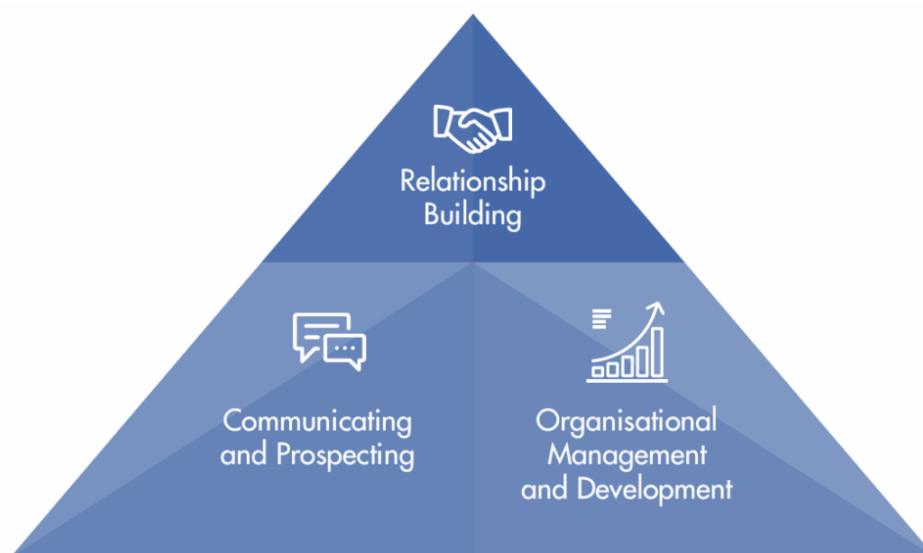 Relationship
Building
Communicating
and Prospecting
Organisational
Management
and Development